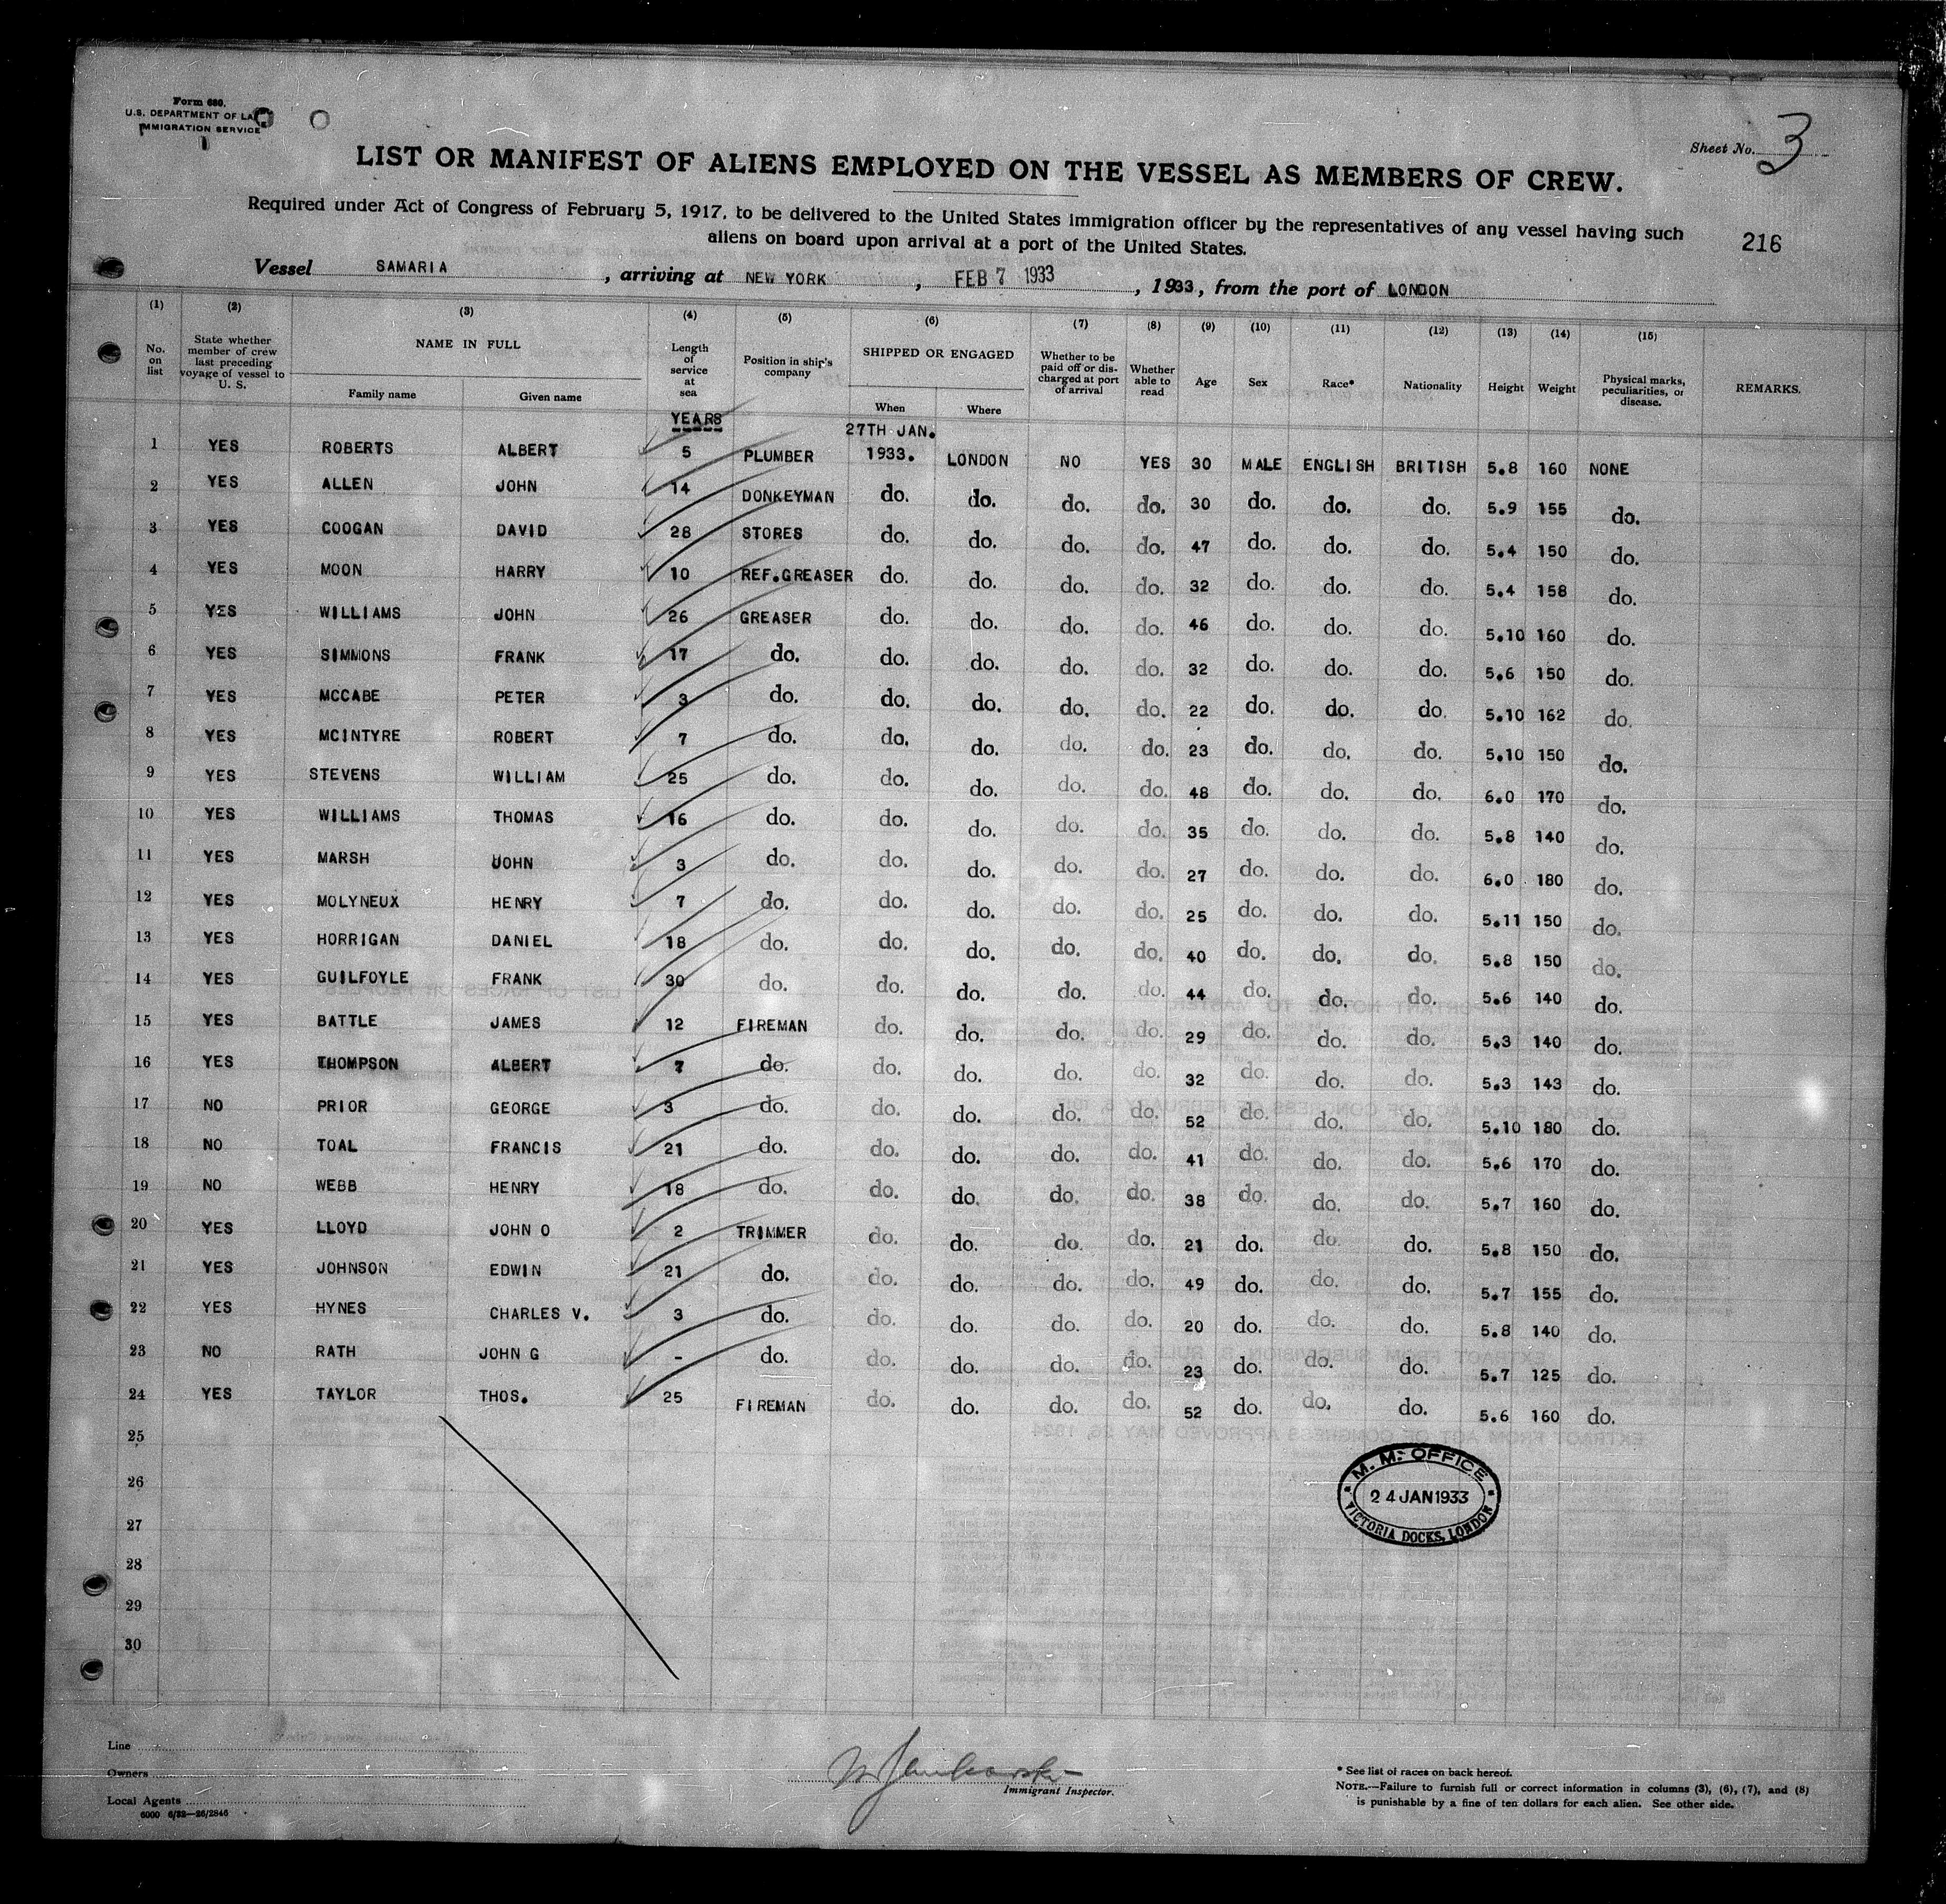 Form 680.
U.S. DEPARTMENT OF LA
IMMIGRATION SERVICE
Sheet No. 3
LIST OR MANIFEST OF ALIENS EMPLOYED ON THE VESSEL AS MEMBERS OF CREW.
Required under Act of Congress of February 5, 1917, to be delivered to the United States immigration officer by the representatives of any vessel having such
aliens on board upon arrival at a port of the United States.
216
Vessel SAMARIA, arriving at NEW YORK, FEB 7 1933, 1933, from the port of LONDON
(1) (2) (3) (4) (5) (6) (7) (8) (9) (10) (11) (12) (13) (14) (15)
No. on list State whether member of crew last preceding voyage of vessel to U. S. NAME IN FULL Family name Given name Length of service at sea Position in ship's company SHIPPED OR ENGAGED When Where Whether to be paid off or discharged at port of arrival Whether able to read Age Sex Race* Nationality Height Weight Physical marks, peculiarities, or disease. REMARKS.
YEARS
27TH JAN.
1 YES ROBERTS ALBERT 5 PLUMBER 1933. LONDON NO YES 30 MALE ENGLISH BRITISH 5.8 160 NONE
2 YES ALLEN JOHN 14 DONKEYMAN do. do. do. do. 30 do. do. do. 5.9 155 do.
3 YES COOGAN DAVID 28 STORES do. do. do. do. 47 do. do. do. 5.4 150 do.
4 YES MOON HARRY 10 REF.GREASER do. do. do. do. 32 do. do. do. 5.4 158 do.
5 YES WILLIAMS JOHN 26 GREASER do. do. do. do. 46 do. do. do. 5.10 160 do.
6 YES SIMMONS FRANK 17 do. do. do. do. do. 32 do. do. do. 5.6 150 do.
7 YES MCCABE PETER 3 do. do. do. do. do. 22 do. do. do. 5.10 162 do.
8 YES MCINTYRE ROBERT 7 do. do. do. do. do. 23 do. do. do. 5.10 150 do.
9 YES STEVENS WILLIAM 25 do. do. do. do. do. 48 do. do. do. 6.0 170 do.
10 YES WILLIAMS THOMAS 16 do. do. do. do. do. 35 do. do. do. 5.8 140 do.
11 YES MARSH JOHN 3 do. do. do. do. do. 27 do. do. do. 6.0 180 do.
12 YES MOLYNEUX HENRY 7 do. do. do. do. do. 25 do. do. do. 5.11 150 do.
13 YES HORRIGAN DANIEL 18 do. do. do. do. do. 40 do. do. do. 5.8 150 do.
14 YES GUILFOYLE FRANK 30 do. do. do. do. do. 44 do. do. do. 5.6 140 do.
15 YES BATTLE JAMES 12 FIREMAN do. do. do. do. 29 do. do. do. 5.3 140 do.
16 YES THOMPSON ALBERT 7 do. do. do. do. do. 32 do. do. do. 5.3 143 do.
17 NO PRIOR GEORGE 3 do. do. do. do. do. 52 do. do. do. 5.10 180 do.
18 NO TOAL FRANCIS 21 do. do. do. do. do. 41 do. do. do. 5.6 170 do.
19 NO WEBB HENRY 18 do. do. do. do. do. 38 do. do. do. 5.7 160 do.
20 YES LLOYD JOHN O 2 TRIMMER do. do. do. do. 21 do. do. do. 5.8 150 do.
21 YES JOHNSON EDWIN 21 do. do. do. do. do. 49 do. do. do. 5.7 155 do.
22 YES HYNES CHARLES V. 3 do. do. do. do. do. 20 do. do. do. 5.8 140 do.
23 NO RATH JOHN G - do. do. do. do. do. 23 do. do. do. 5.7 125 do.
24 YES TAYLOR THOS. 25 FIREMAN do. do. do. do. 52 do. do. do. 5.6 160 do.
25
26
27
28
29
30
M. M. OFFICE
24 JAN 1933
VICTORIA DOCKS, LONDON
Line
Owners
Local Agents
6000 6/32—26/2846
Immigrant Inspector.
* See list of races on back hereof.
NOTE.—Failure to furnish full or correct information in columns (3), (6), (7), and (8)
is punishable by a fine of ten dollars for each alien. See other side.